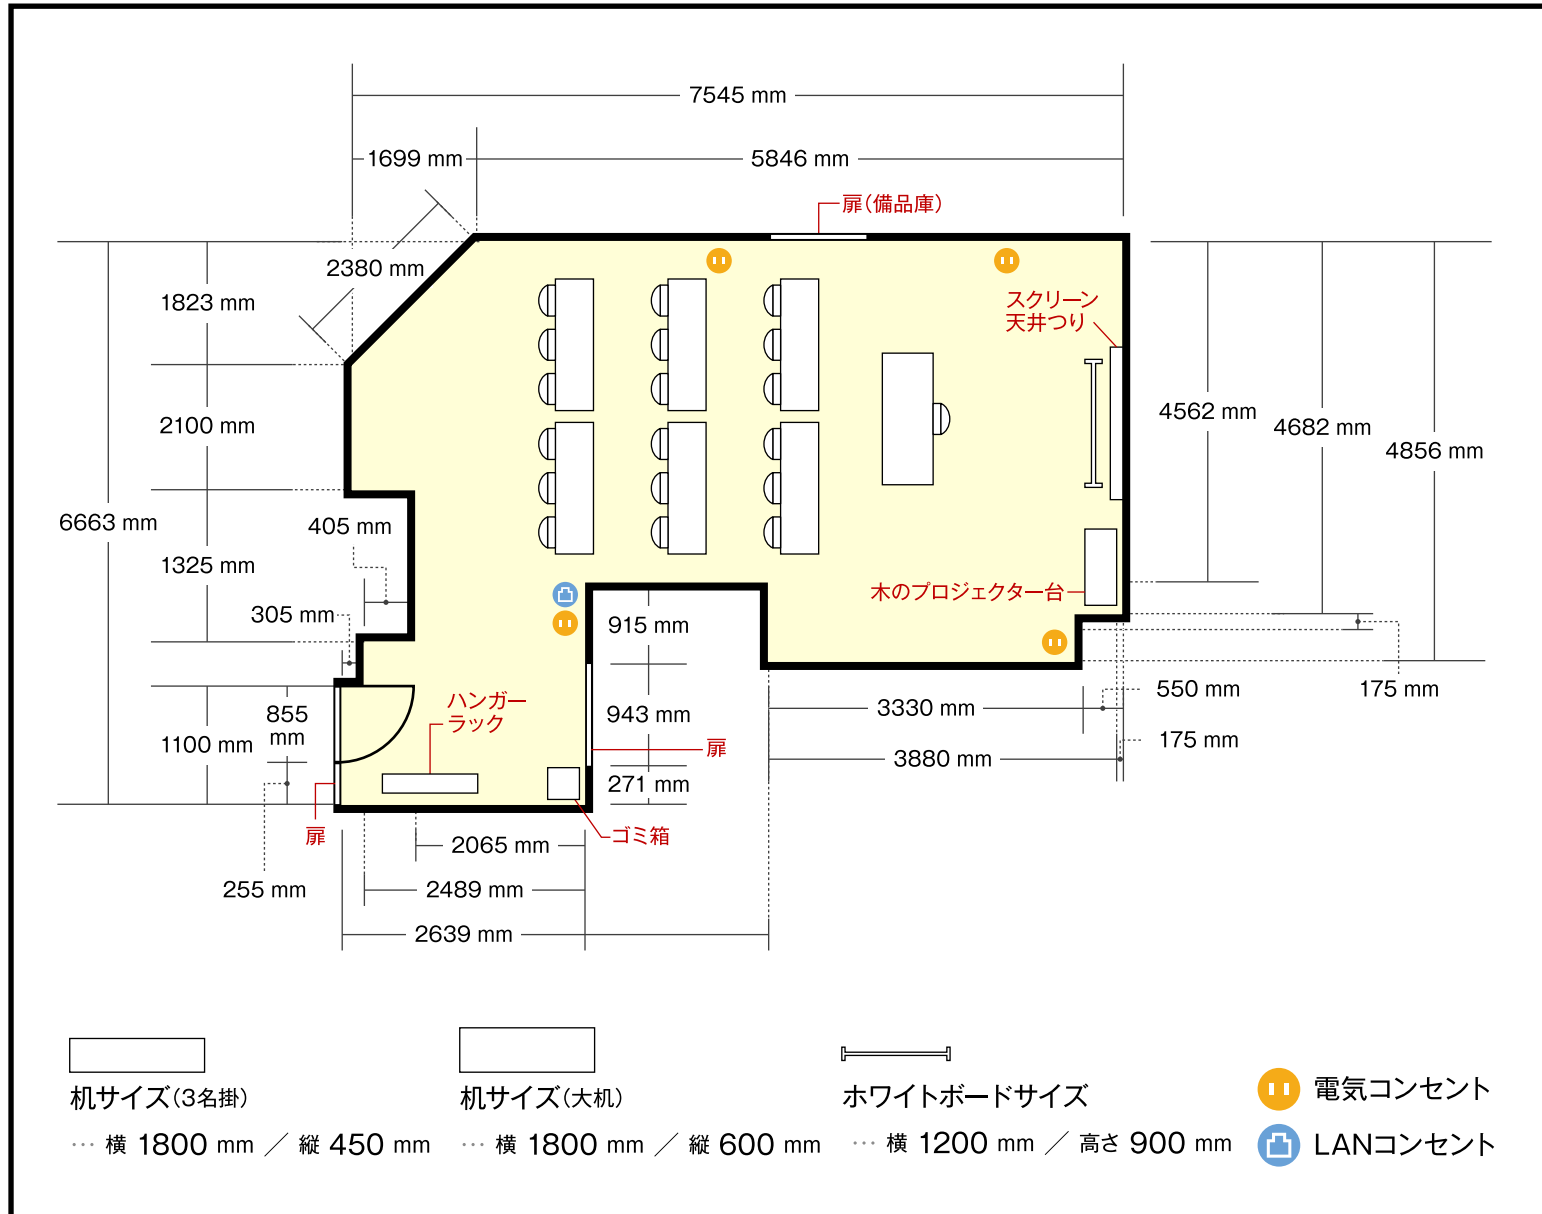 7545 mm
1699 mm
5846 mm
扉(備品庫)
2380 mm
1823 mm
スクリーン
天井つり
2100 mm
4562 mm
4682 mm
4856 mm
6663 mm
405 mm
1325 mm
305 mm
木のプロジェクター台
915 mm
550 mm
175 mm
ハンガー
ラック
855
mm
1100 mm
943 mm
3330 mm
扉
175 mm
3880 mm
271 mm
扉
ゴミ箱
2065 mm
255 mm
2489 mm
2639 mm
机サイズ(3名掛)
… 横 1800 mm ／ 縦 450 mm
机サイズ(大机)
… 横 1800 mm ／ 縦 600 mm
ホワイトボードサイズ
… 横 1200 mm ／ 高さ 900 mm
電気コンセント
LANコンセント